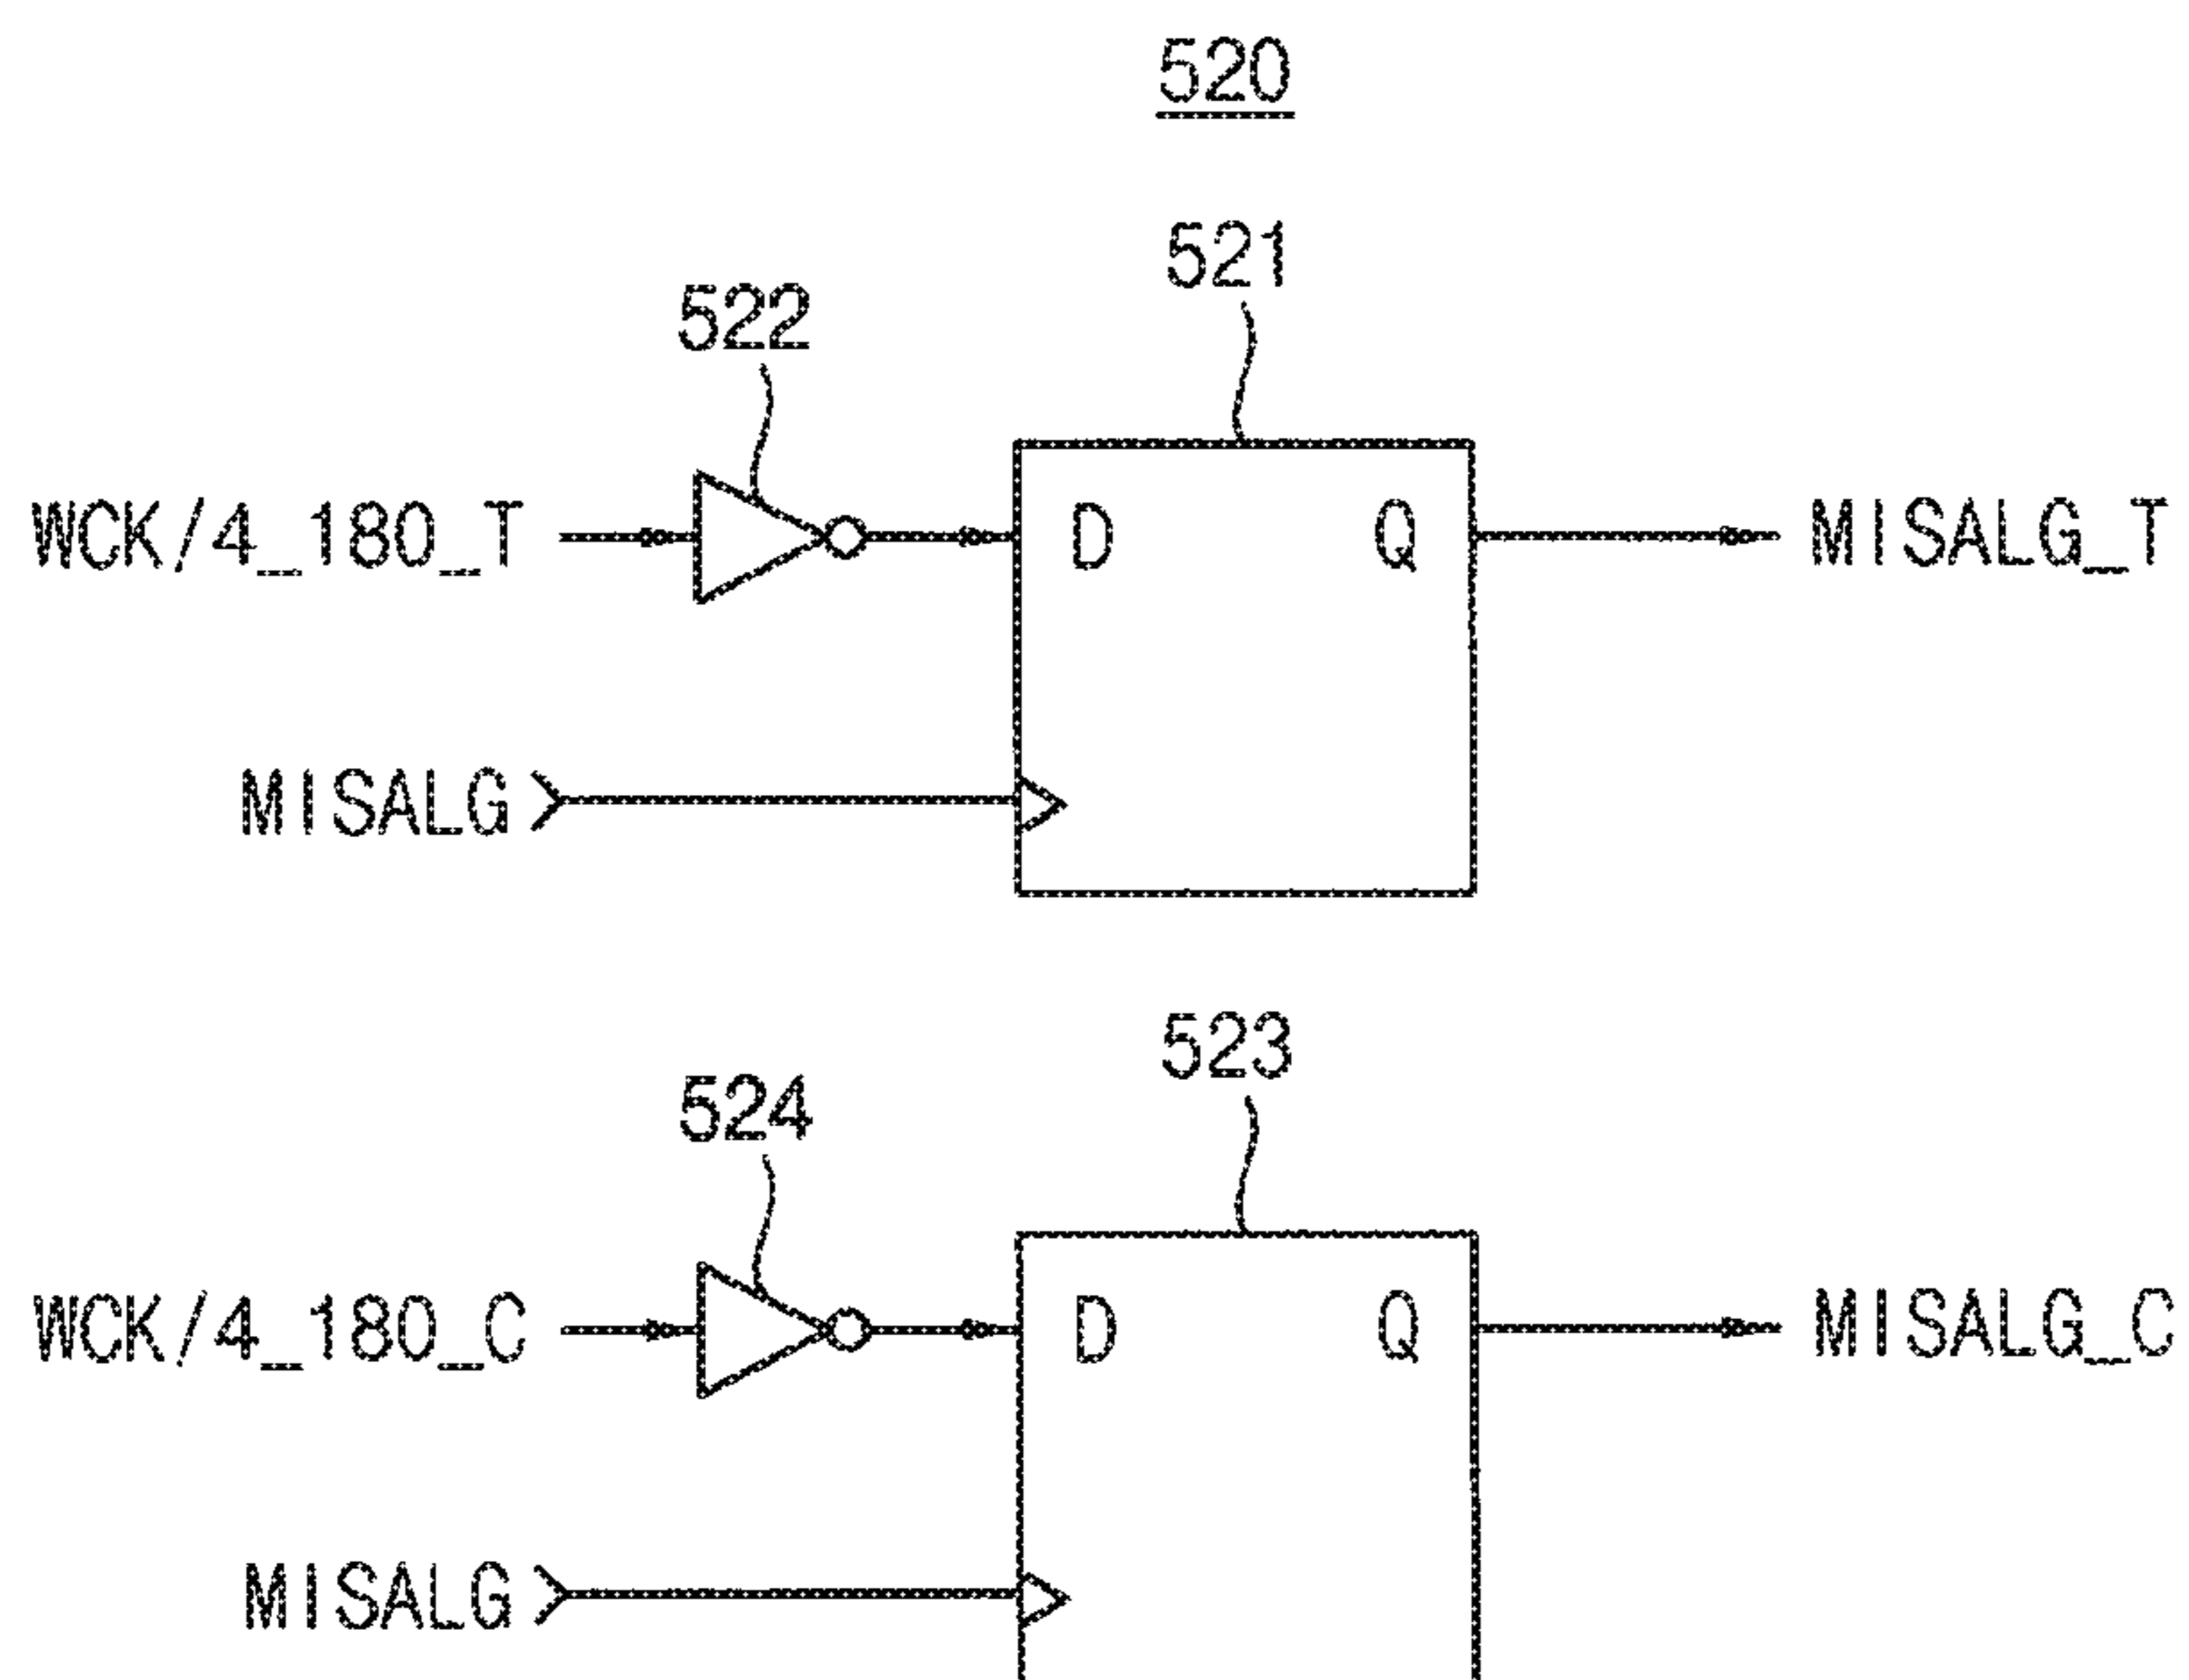 520
521
522
WCK/4_180_T D Q MISALG_T
MISALG
523
524
WCK/4_180_C D Q MISALG_C
MISALG